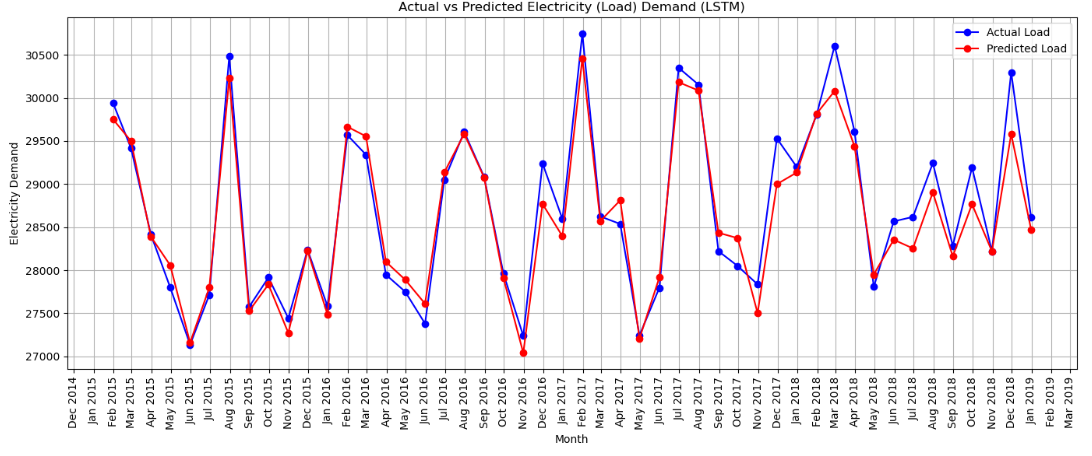 Actual vs Predicted Electricity (Load) Demand (LSTM)
Actual Load
Predicted Load
Electricity Demand
30500
30000
29500
29000
28500
28000
27500
27000
Dec 2014
Jan 2015
Feb 2015
Mar 2015
Apr 2015
May 2015
Jun 2015
Jul 2015
Aug 2015
Sep 2015
Oct 2015
Nov 2015
Dec 2015
Jan 2016
Feb 2016
Mar 2016
Apr 2016
May 2016
Jun 2016
Jul 2016
Aug 2016
Sep 2016
Oct 2016
Nov 2016
Dec 2016
Jan 2017
Feb 2017
Mar 2017
Apr 2017
May 2017
Jun 2017
Jul 2017
Aug 2017
Sep 2017
Oct 2017
Nov 2017
Dec 2017
Jan 2018
Feb 2018
Mar 2018
Apr 2018
May 2018
Jun 2018
Jul 2018
Aug 2018
Sep 2018
Oct 2018
Nov 2018
Dec 2018
Jan 2019
Feb 2019
Mar 2019
Month